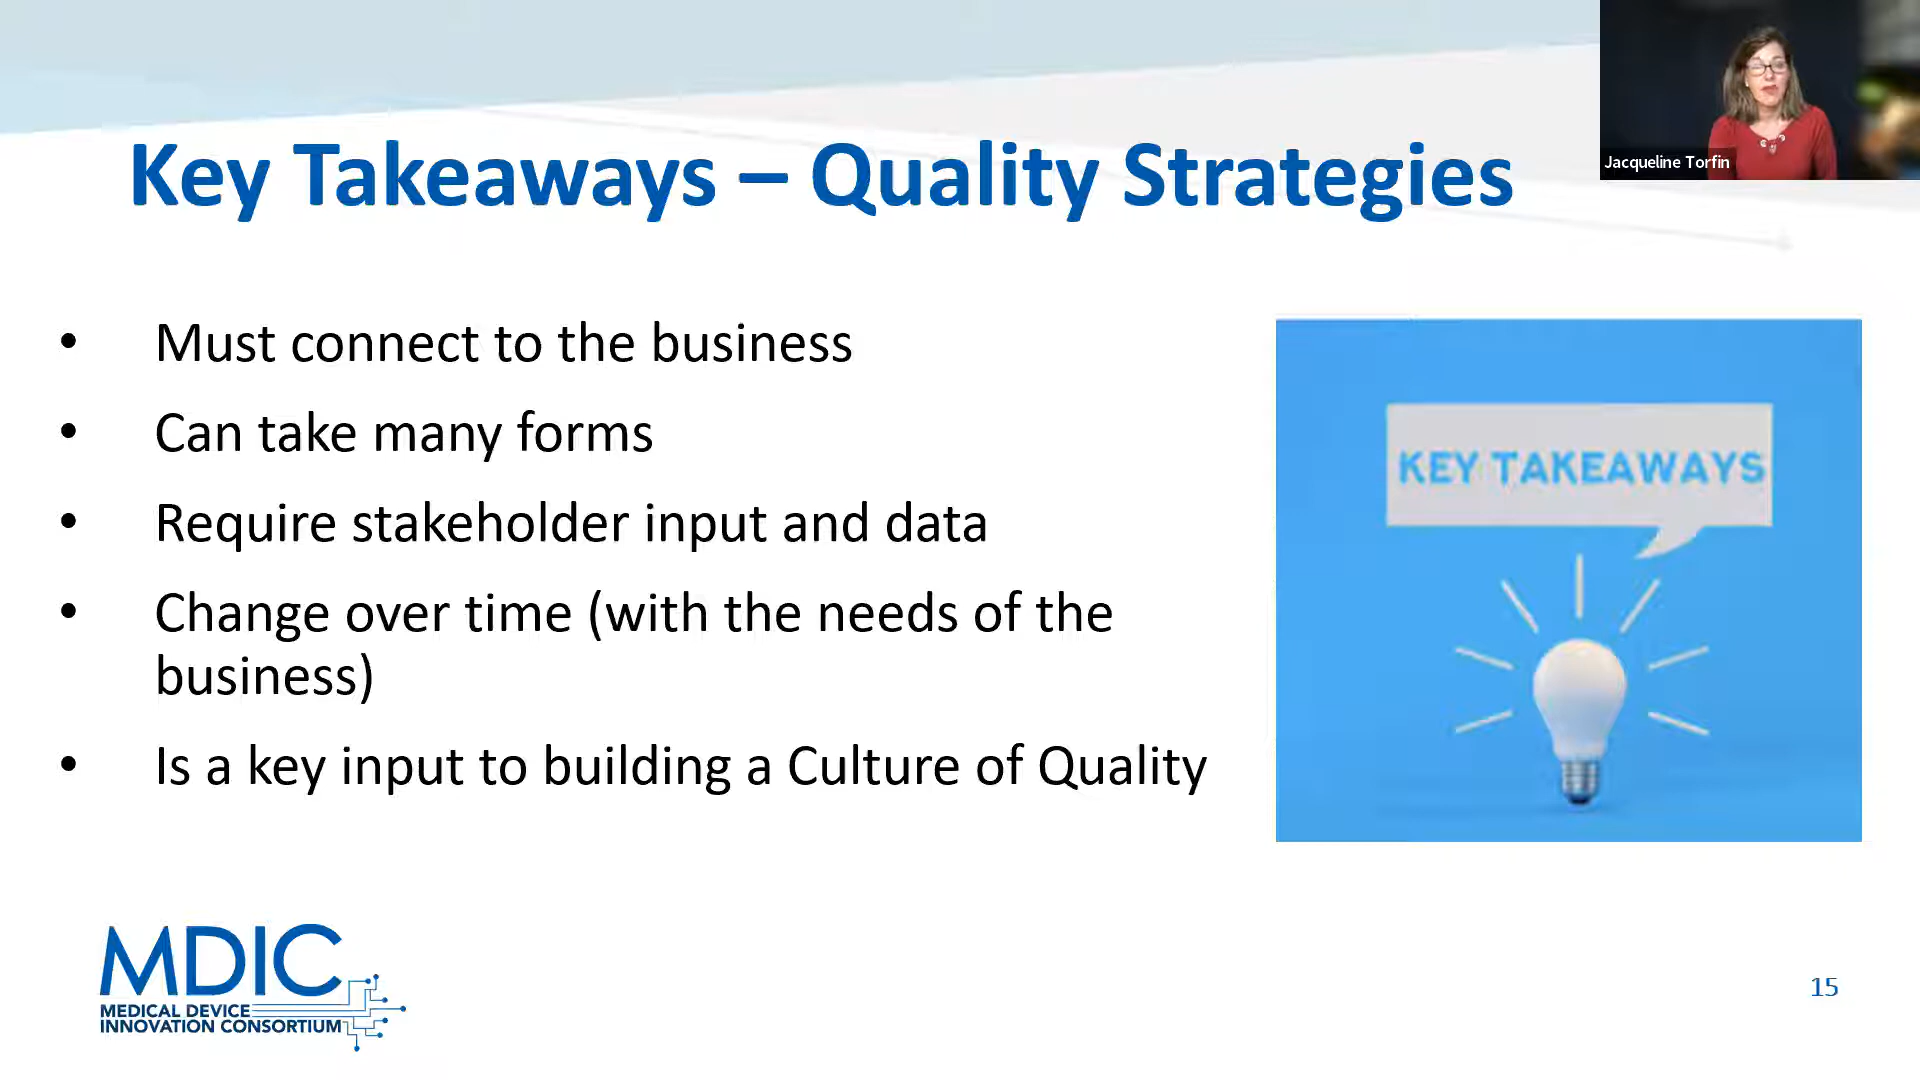 Jacqueline Torfin
Key Takeaways – Quality Strategies
• Must connect to the business
• Can take many forms
• Require stakeholder input and data
• Change over time (with the needs of the
business)
• Is a key input to building a Culture of Quality
KEY TAKEAWAYS
MDIC
MEDICAL DEVICE
INNOVATION CONSORTIUM
15